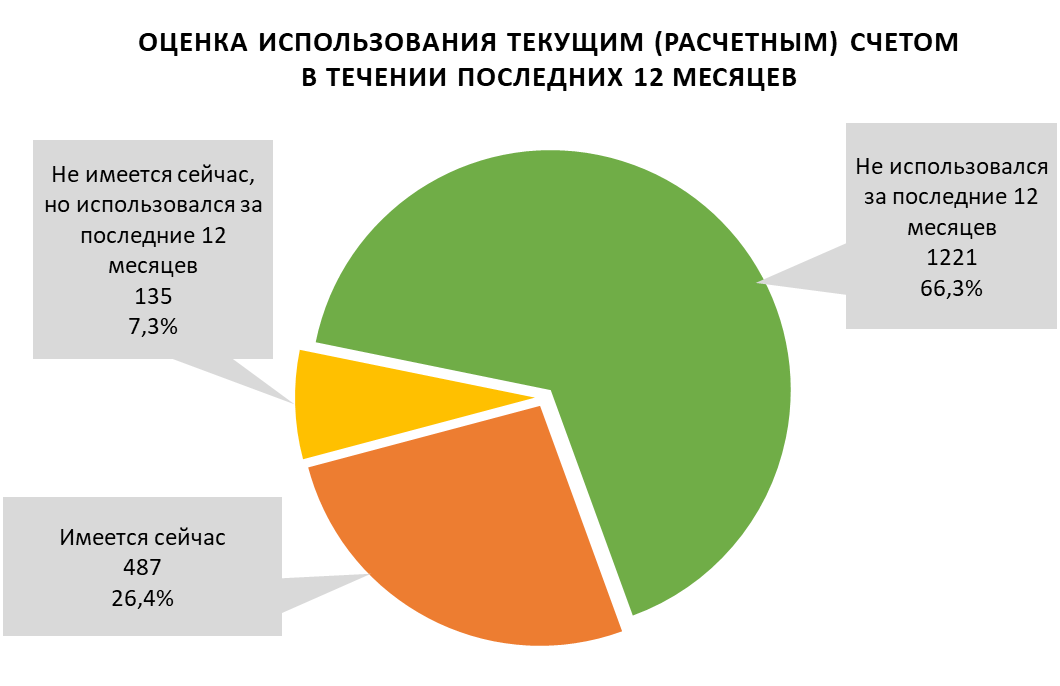 ОЦЕНКА ИСПОЛЬЗОВАНИЯ ТЕКУЩИМ (РАСЧЕТНЫМ) СЧЕТОМ
В ТЕЧЕНИИ ПОСЛЕДНИХ 12 МЕСЯЦЕВ
Не имеется сейчас,
но использовался за
последние 12
месяцев
135
7,3%
Не использовался
за последние 12
месяцев
1221
66,3%
Имеется сейчас
487
26,4%